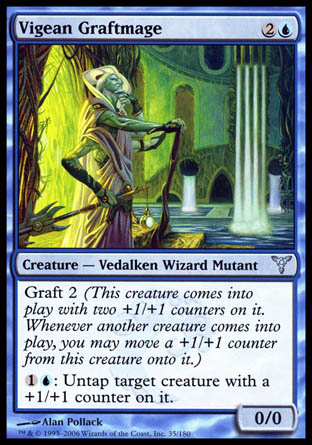 Vigean Graftmage 2
Creature — Vedalken Wizard Mutant
Graft 2 (This creature comes into
play with two +1/+1 counters on it.
Whenever another creature comes into
play, you may move a +1/+1 counter
from this creature onto it.)
1 : Untap target creature with a
+1/+1 counter on it.
Alan Pollack
™ & © 1993–2006 Wizards of the Coast, Inc. 35/180
0/0